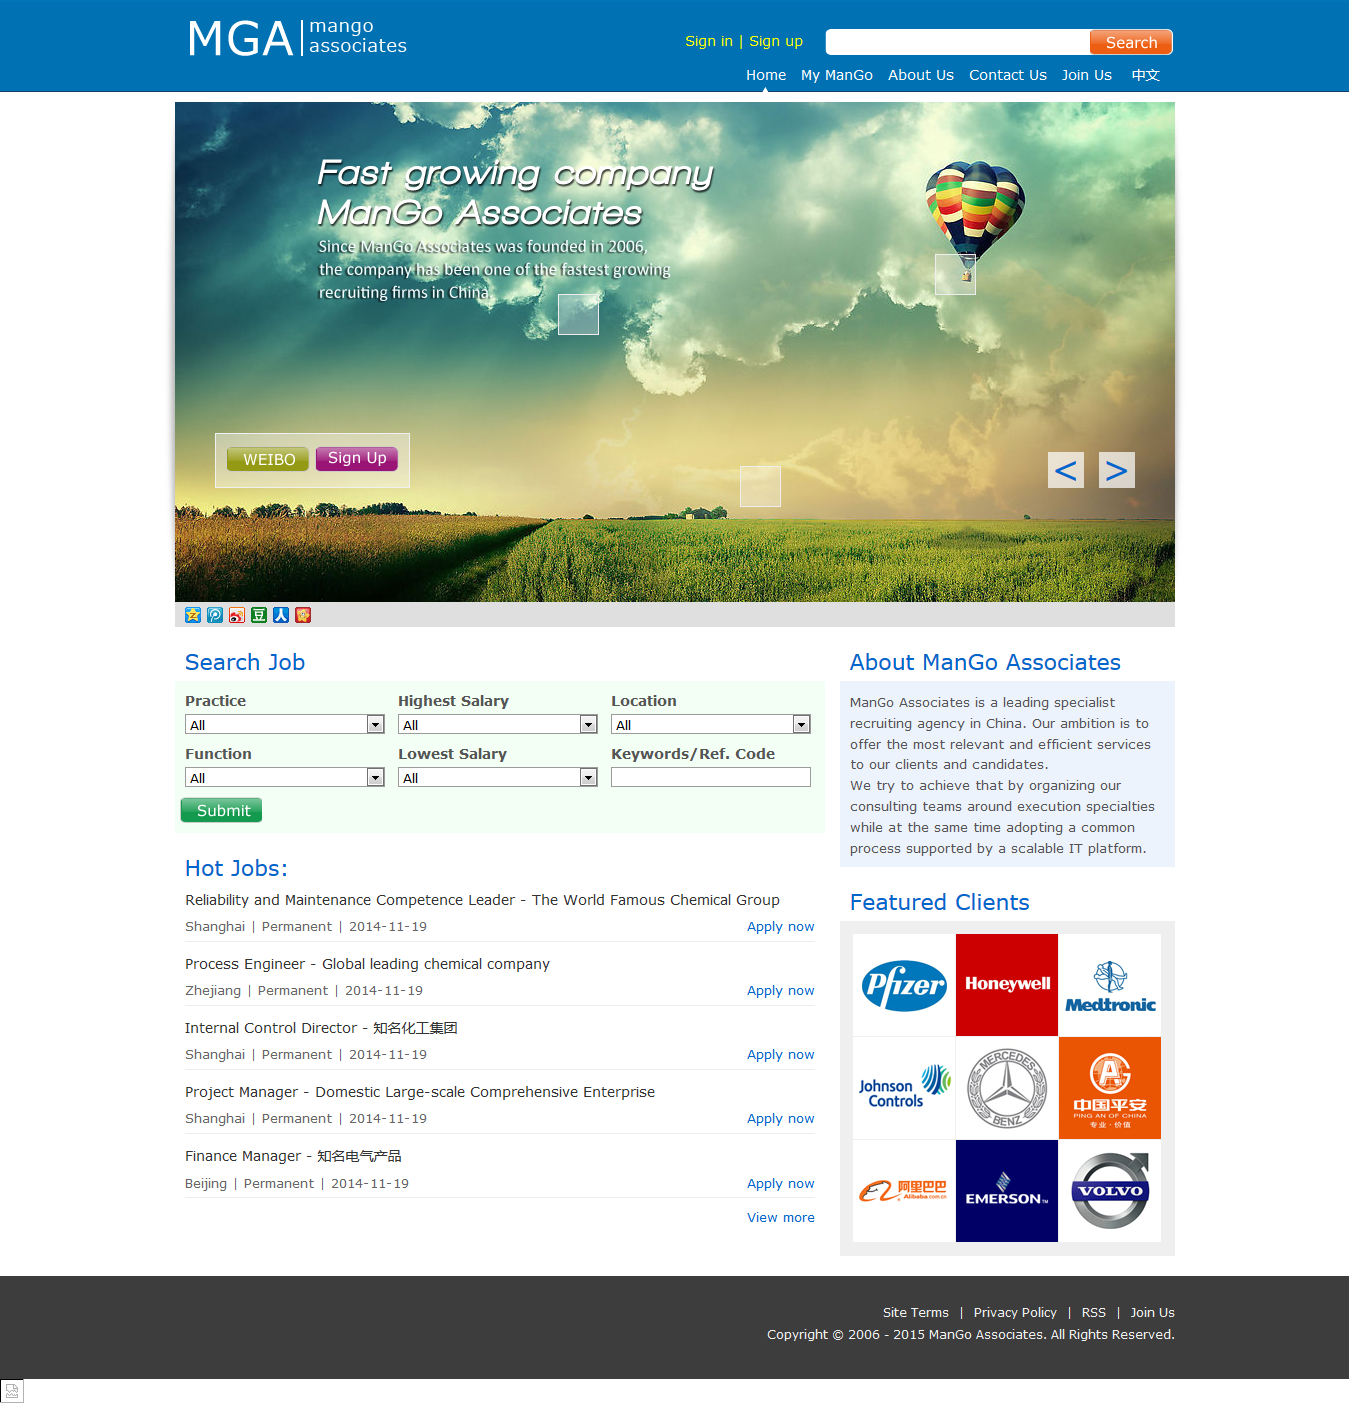 MGA mango
associates
Sign in | Sign up
Search
Home My ManGo About Us Contact Us Join Us 中文
Fast growing company
ManGo Associates
Since ManGo Associates was founded in 2006,
the company has been one of the fastest growing
recruiting firms in China
WEIBO Sign Up
< >
Search Job
Practice Highest Salary Location
All All All
Function Lowest Salary Keywords/Ref. Code
All All
Submit
Hot Jobs:
Reliability and Maintenance Competence Leader - The World Famous Chemical Group
Shanghai | Permanent | 2014-11-19 Apply now
Process Engineer - Global leading chemical company
Zhejiang | Permanent | 2014-11-19 Apply now
Internal Control Director - 知名化工集团
Shanghai | Permanent | 2014-11-19 Apply now
Project Manager - Domestic Large-scale Comprehensive Enterprise
Shanghai | Permanent | 2014-11-19 Apply now
Finance Manager - 知名电气产品
Beijing | Permanent | 2014-11-19 Apply now
View more
About ManGo Associates
ManGo Associates is a leading specialist
recruiting agency in China. Our ambition is to
offer the most relevant and efficient services
to our clients and candidates.
We try to achieve that by organizing our
consulting teams around execution specialties
while at the same time adopting a common
process supported by a scalable IT platform.
Featured Clients
Pfizer Honeywell Medtronic
Johnson
Controls
MERCEDES
BENZ
中国平安
PING AN OF CHINA
专业·价值
阿里巴巴
Alibaba.com.cn
EMERSON™
VOLVO
Site Terms | Privacy Policy | RSS | Join Us
Copyright © 2006 - 2015 ManGo Associates. All Rights Reserved.